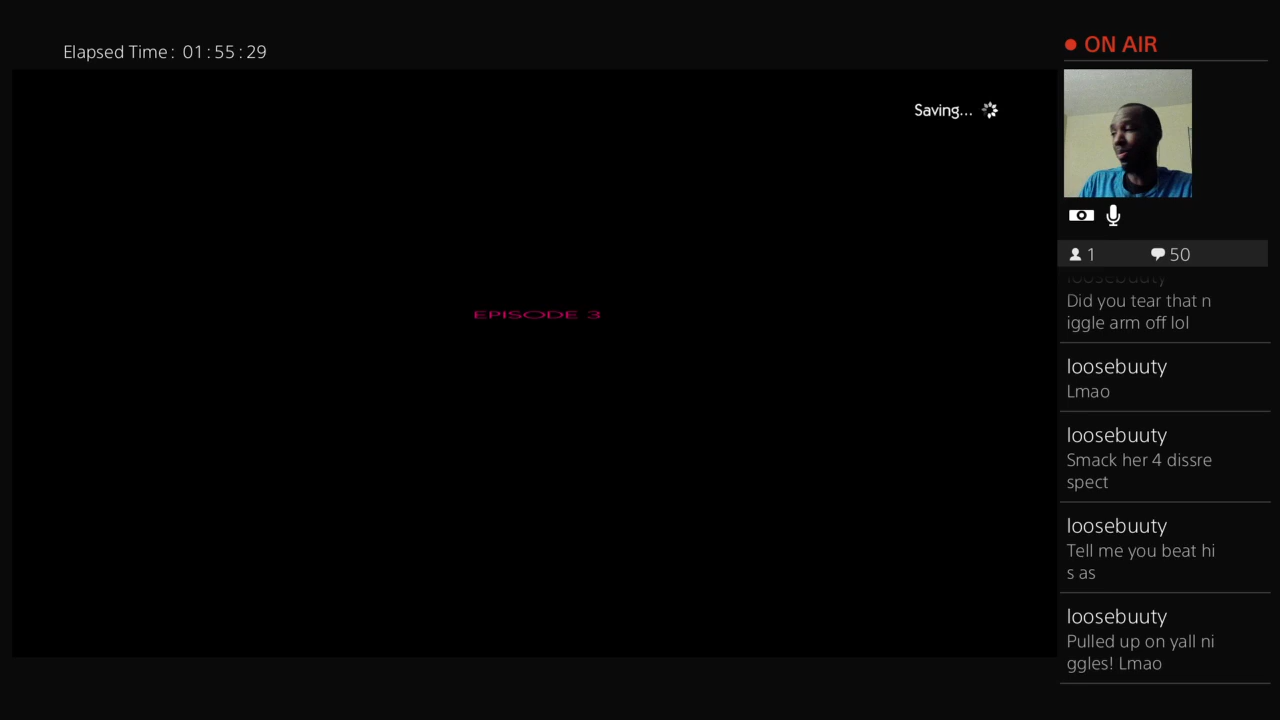 Elapsed Time: 01:55:29
ON AIR
Saving...
1 50
loosebuuty
Did you tear that n
iggle arm off lol
loosebuuty
Lmao
loosebuuty
Smack her 4 dissre
spect
EPISODE 3
loosebuuty
Tell me you beat hi
s as
loosebuuty
Pulled up on yall ni
ggles! Lmao